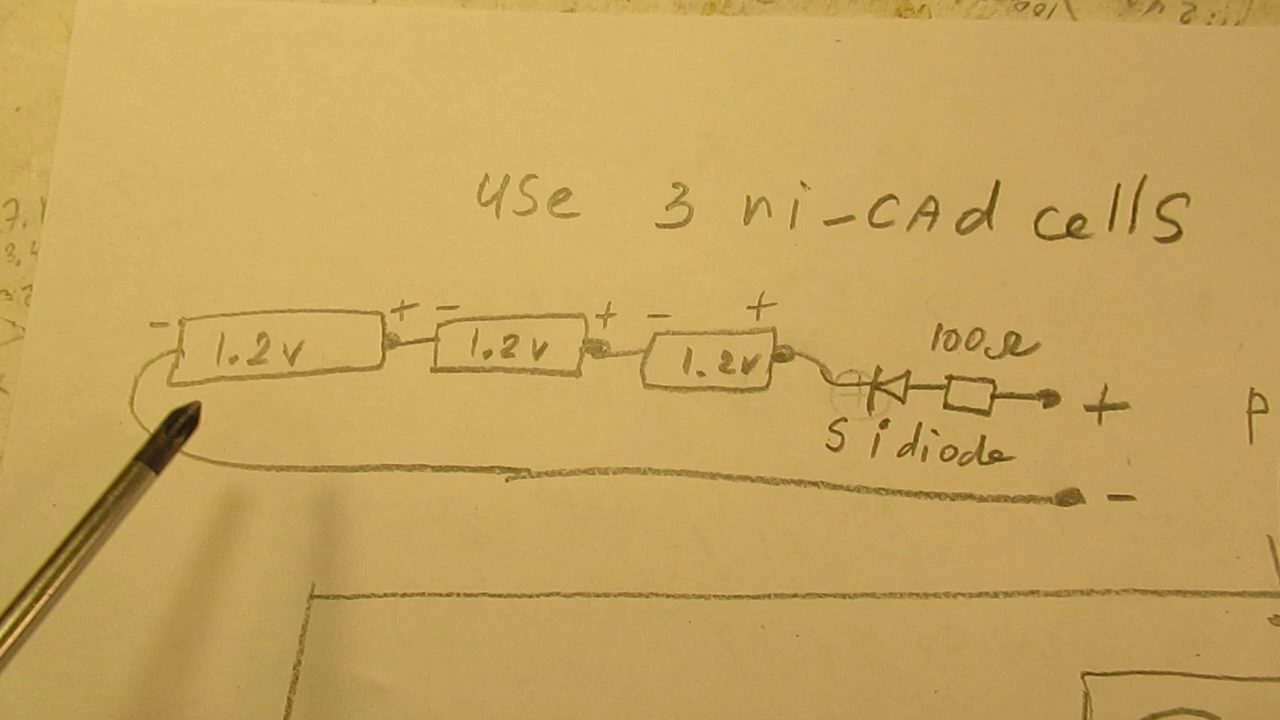 use 3 ni-CAd cells
- + - + - +
1.2v 1.2v 1.2v
100Ω
+
Si diode
-
P